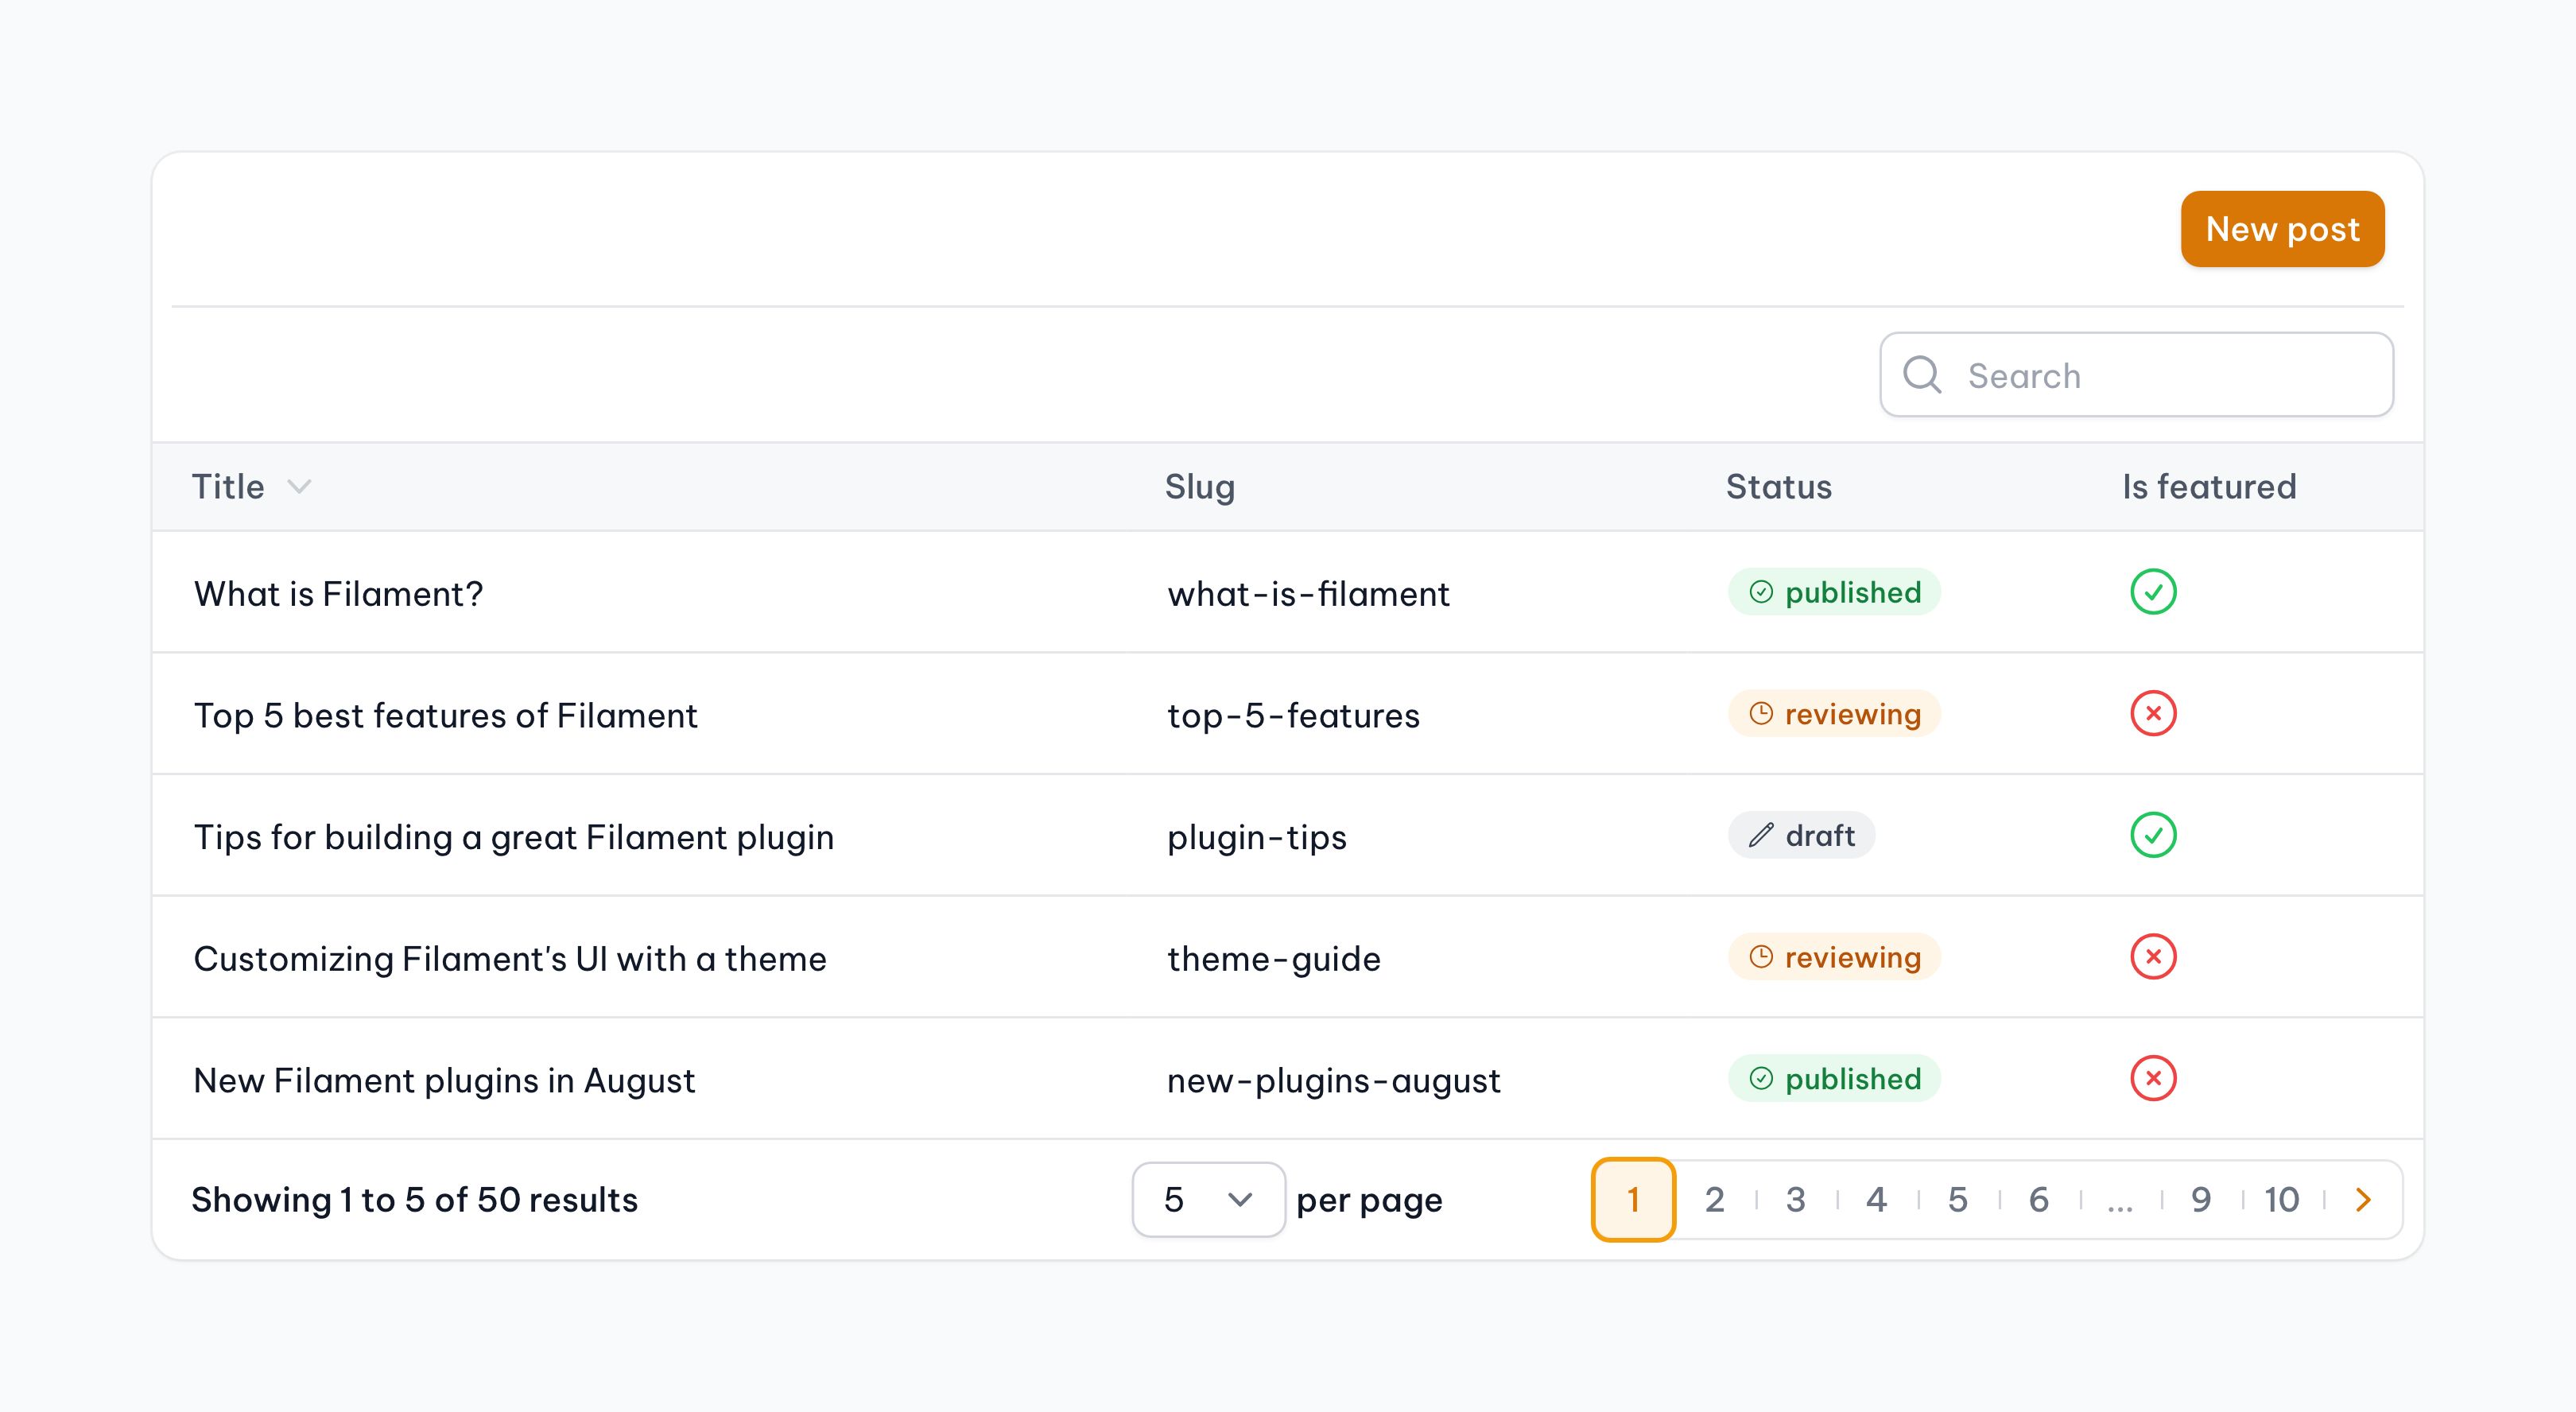 New post
Search
Title Slug Status Is featured
What is Filament? what-is-filament published
Top 5 best features of Filament top-5-features reviewing
Tips for building a great Filament plugin plugin-tips draft
Customizing Filament's UI with a theme theme-guide reviewing
New Filament plugins in August new-plugins-august published
Showing 1 to 5 of 50 results 5 per page 1 2 3 4 5 6 ... 9 10